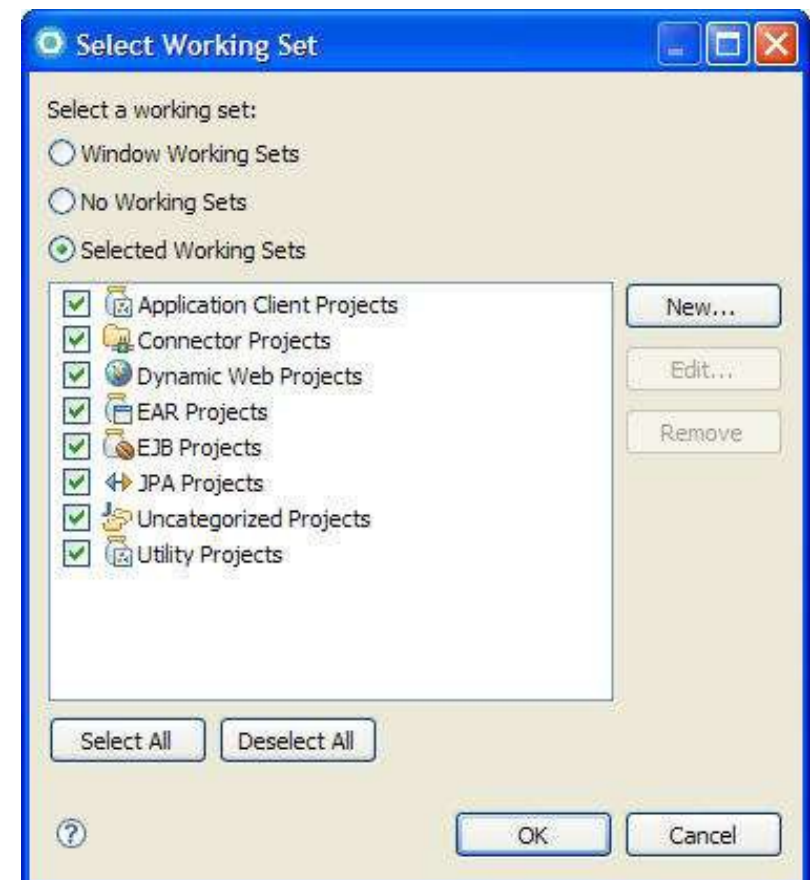 Select Working Set
Select a working set:
Window Working Sets
No Working Sets
Selected Working Sets
Application Client Projects
Connector Projects
Dynamic Web Projects
EAR Projects
EJB Projects
JPA Projects
Uncategorized Projects
Utility Projects
New...
Edit...
Remove
Select All
Deselect All
?
OK
Cancel